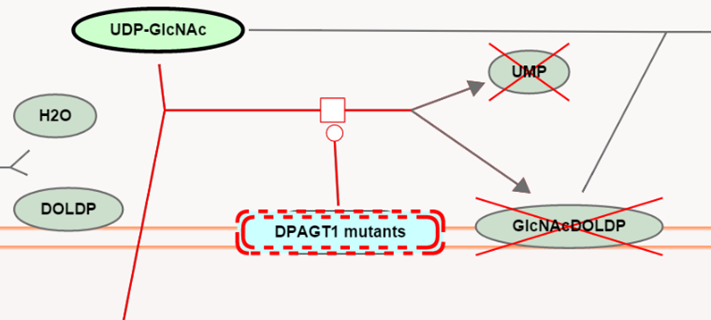 UDP-GlcNAc
UMP
H2O
DOLDP
DPAGT1 mutants
GlcNAcDOLDP